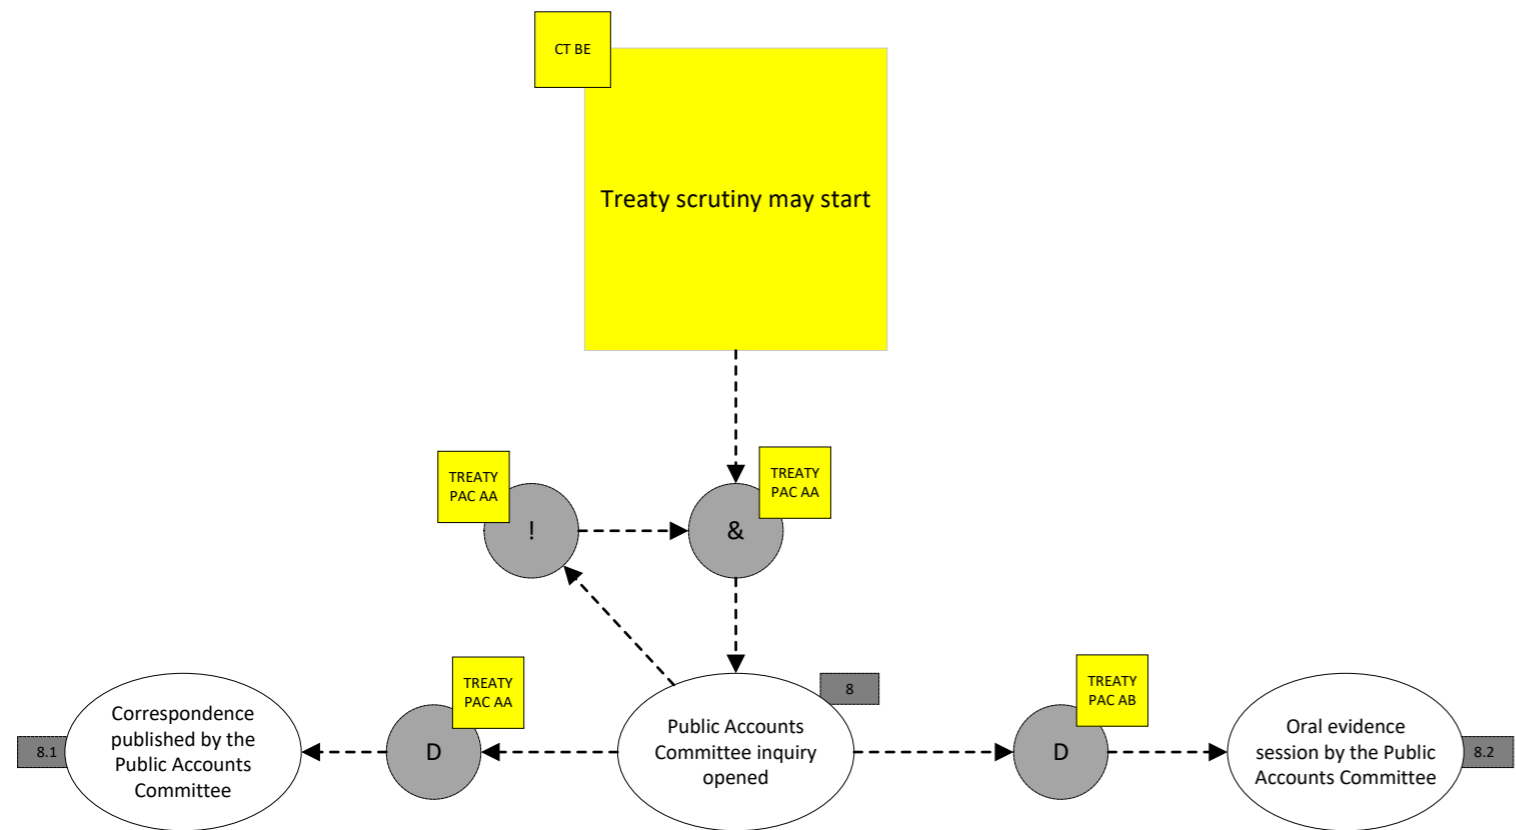 CT BE
Treaty scrutiny may start
TREATY
PAC AA
!
TREATY
PAC AA
&
8.1
Correspondence
published by the
Public Accounts
Committee
D
TREATY
PAC AA
Public Accounts
Committee inquiry
opened
8
D
TREATY
PAC AB
Oral evidence
session by the Public
Accounts Committee
8.2